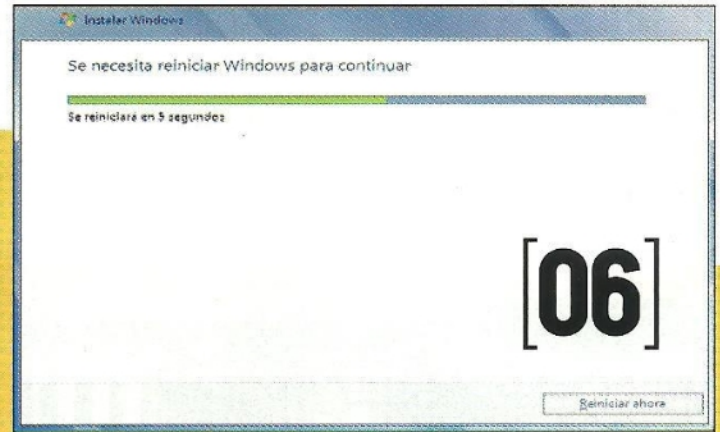 Instalar Windows
Se necesita reiniciar Windows para continuar
Se reiniciará en 5 segundos
[06]
Reiniciar ahora